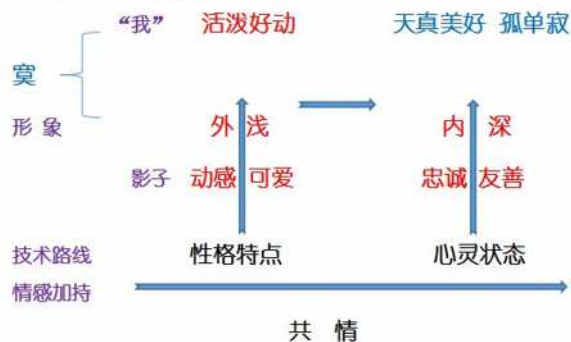 “我” 活泼好动 天真美好 孤单寂
寞
形 象 外 浅 内 深
影子 动感 可爱 忠诚 友善
技术路线 性格特点 心灵状态
情感加持
共 情